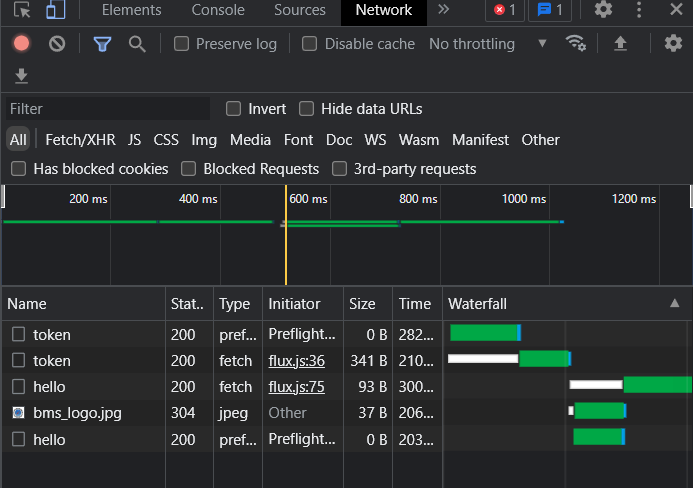 Elements Console Sources Network » 1 1
Preserve log Disable cache No throttling
Filter Invert Hide data URLs
All Fetch/XHR JS CSS Img Media Font Doc WS Wasm Manifest Other
Has blocked cookies Blocked Requests 3rd-party requests
200 ms 400 ms 600 ms 800 ms 1000 ms 1200 ms
Name Stat.. Type Initiator Size Time Waterfall
token 200 pref... Preflight... 0 B 282...
token 200 fetch flux.js:36 341 B 210...
hello 200 fetch flux.js:75 93 B 300...
bms_logo.jpg 304 jpeg Other 37 B 206...
hello 200 pref... Preflight... 0 B 203...